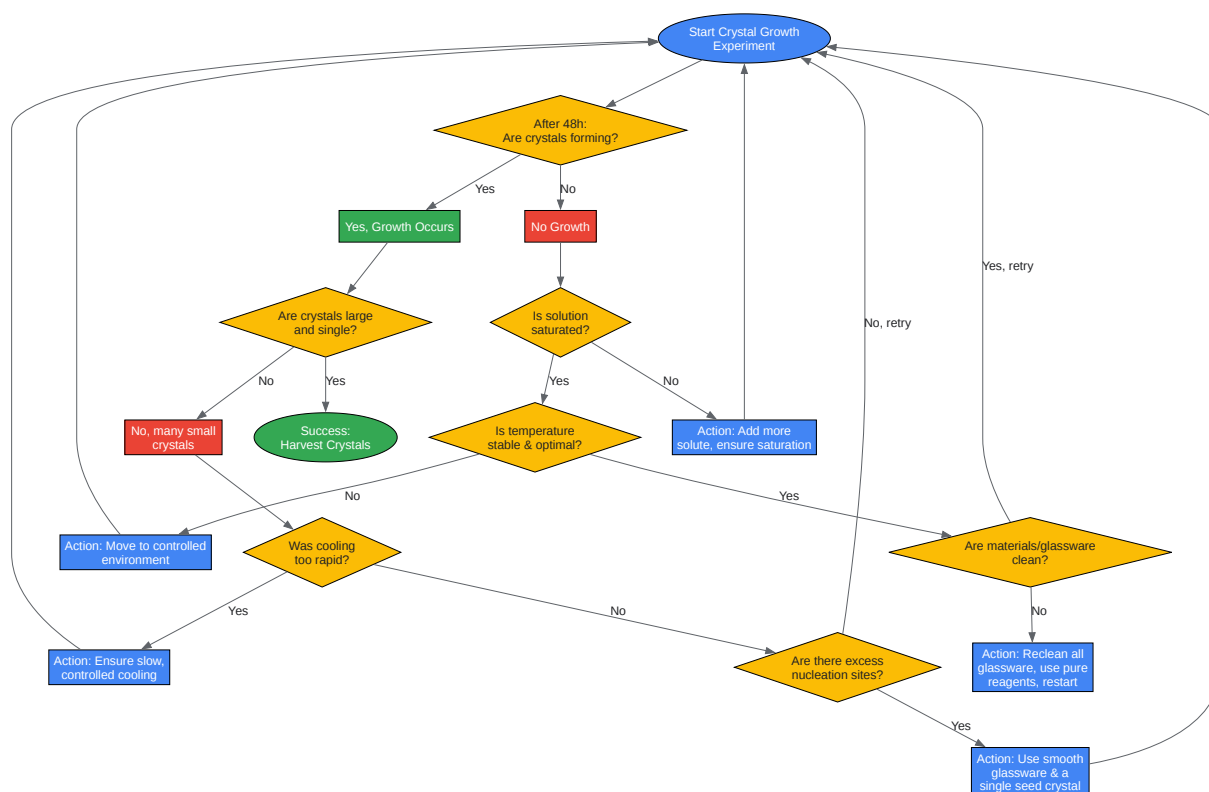 Start Crystal Growth
Experiment
After 48h:
Are crystals forming?
Yes
No
Yes, Growth Occurs
No Growth
Yes, retry
Are crystals large
and single?
Is solution
saturated?
No, retry
No
Yes
Yes
No
No, many small
crystals
Success:
Harvest Crystals
Is temperature
stable & optimal?
Action: Add more
solute, ensure saturation
No
Yes
Action: Move to controlled
environment
Was cooling
too rapid?
Are materials/glassware
clean?
Yes
No
No
Action: Ensure slow,
controlled cooling
Are there excess
nucleation sites?
Action: Reclean all
glassware, use pure
reagents, restart
Yes
Action: Use smooth
glassware & a
single seed crystal